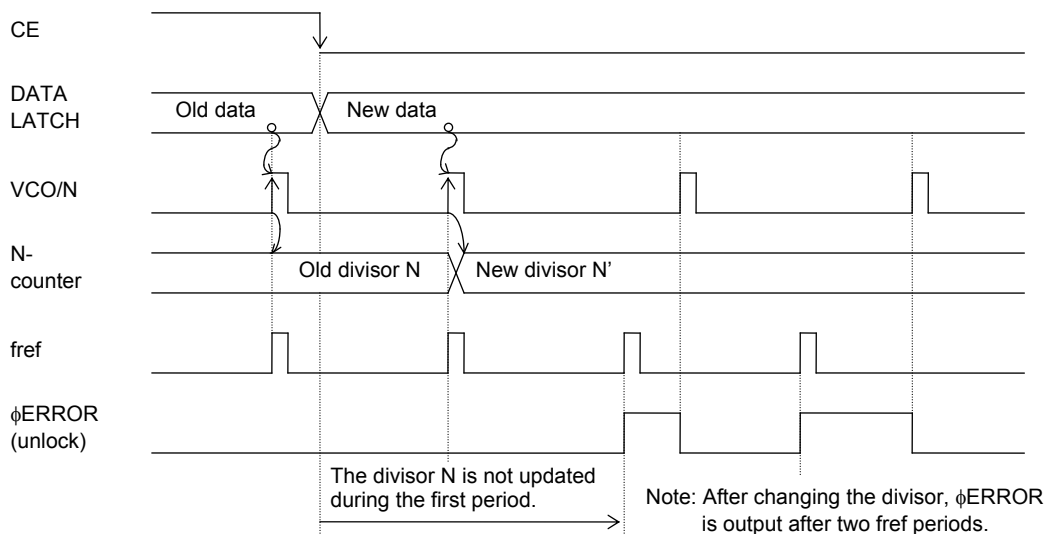 CE
DATA
LATCH
Old data
New data
VCO/N
N-
counter
Old divisor N
New divisor N’
fref
ϕERROR
(unlock)
The divisor N is not updated
during the first period.
Note: After changing the divisor, ϕERROR
is output after two fref periods.